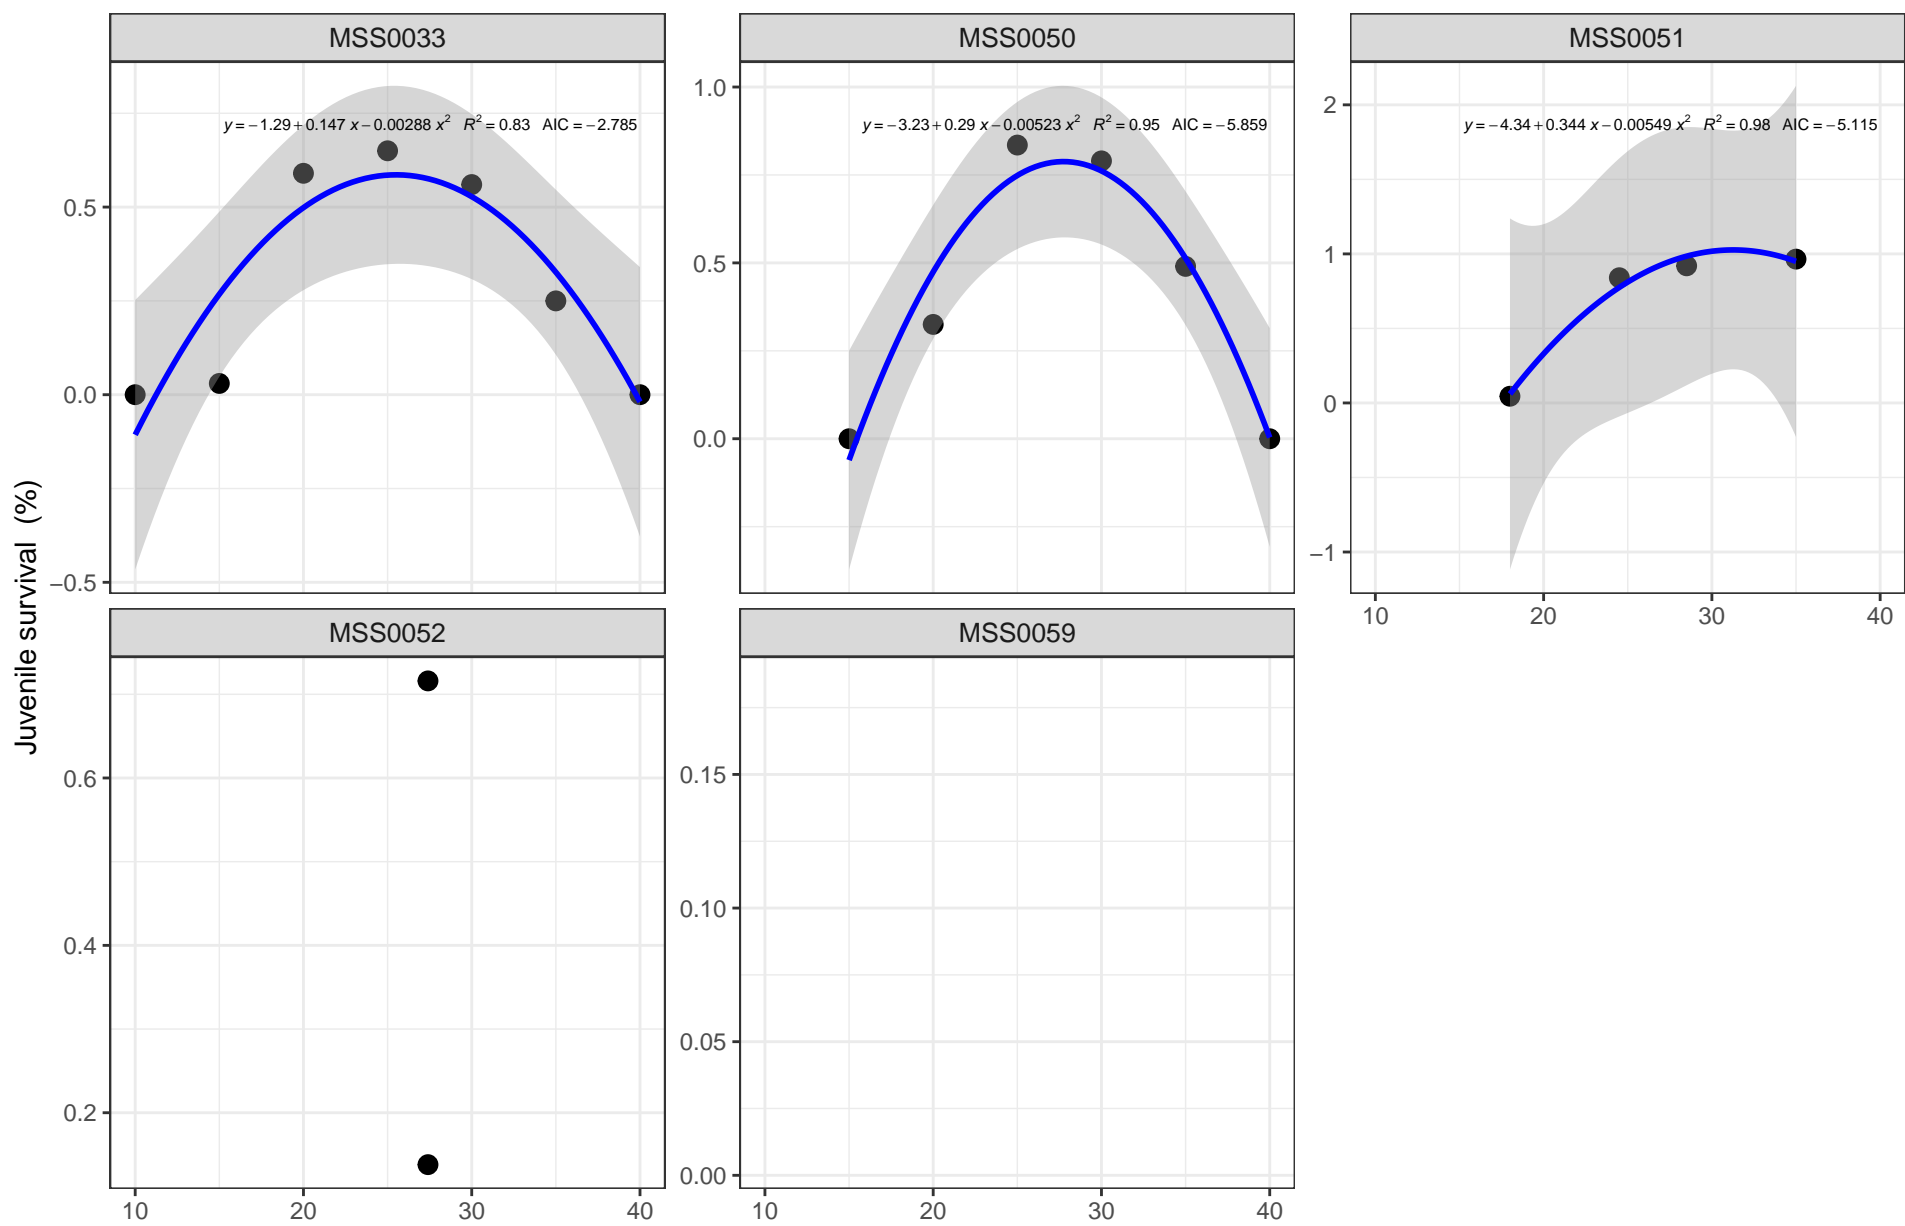 MSS0033
MSS0050
MSS0051
y = −1.29 + 0.147 x − 0.00288 x² R² = 0.83 AIC = −2.785
y = −3.23 + 0.29 x − 0.00523 x² R² = 0.95 AIC = −5.859
y = −4.34 + 0.344 x − 0.00549 x² R² = 0.98 AIC = −5.115
0.5
0.0
−0.5
1.0
0.5
0.0
2
1
0
−1
10 20 30 40
Juvenile survival (%)
MSS0052
MSS0059
0.6
0.4
0.2
0.15
0.10
0.05
0.00
10 20 30 40
10 20 30 40